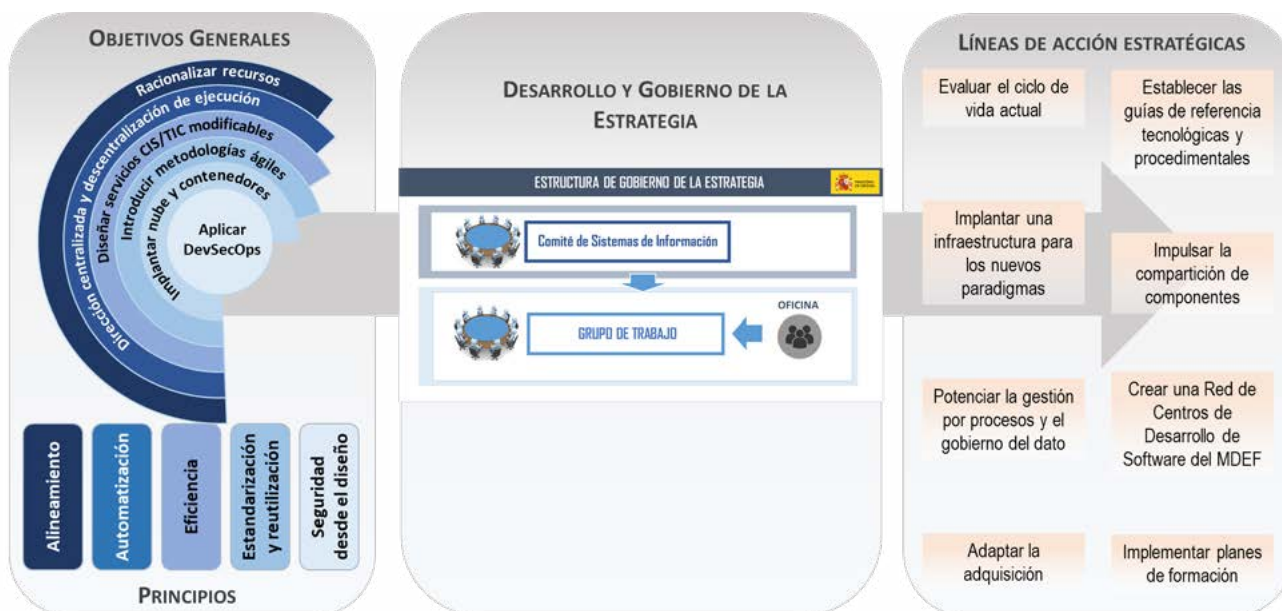 OBJETIVOS GENERALES
Racionalizar recursos
Dirección centralizada y descentralización de ejecución
Diseñar servicios CIS/TIC modificables
Introducir metodologías ágiles
Implantar nube y contenedores
Aplicar
DevSecOps
Alineamiento
Automatización
Eficiencia
Estandarización
y reutilización
Seguridad
desde el diseño
PRINCIPIOS
DESARROLLO Y GOBIERNO DE LA
ESTRATEGIA
ESTRUCTURA DE GOBIERNO DE LA ESTRATEGIA
Comité de Sistemas de Información
OFICINA
GRUPO DE TRABAJO
LÍNEAS DE ACCIÓN ESTRATÉGICAS
Evaluar el ciclo de
vida actual
Establecer las
guías de referencia
tecnológicas y
procedimentales
Implantar una
infraestructura para
los nuevos
paradigmas
Impulsar la
compartición de
componentes
Potenciar la gestión
por procesos y el
gobierno del dato
Crear una Red de
Centros de
Desarrollo de
Software del MDEF
Adaptar la
adquisición
Implementar planes
de formación